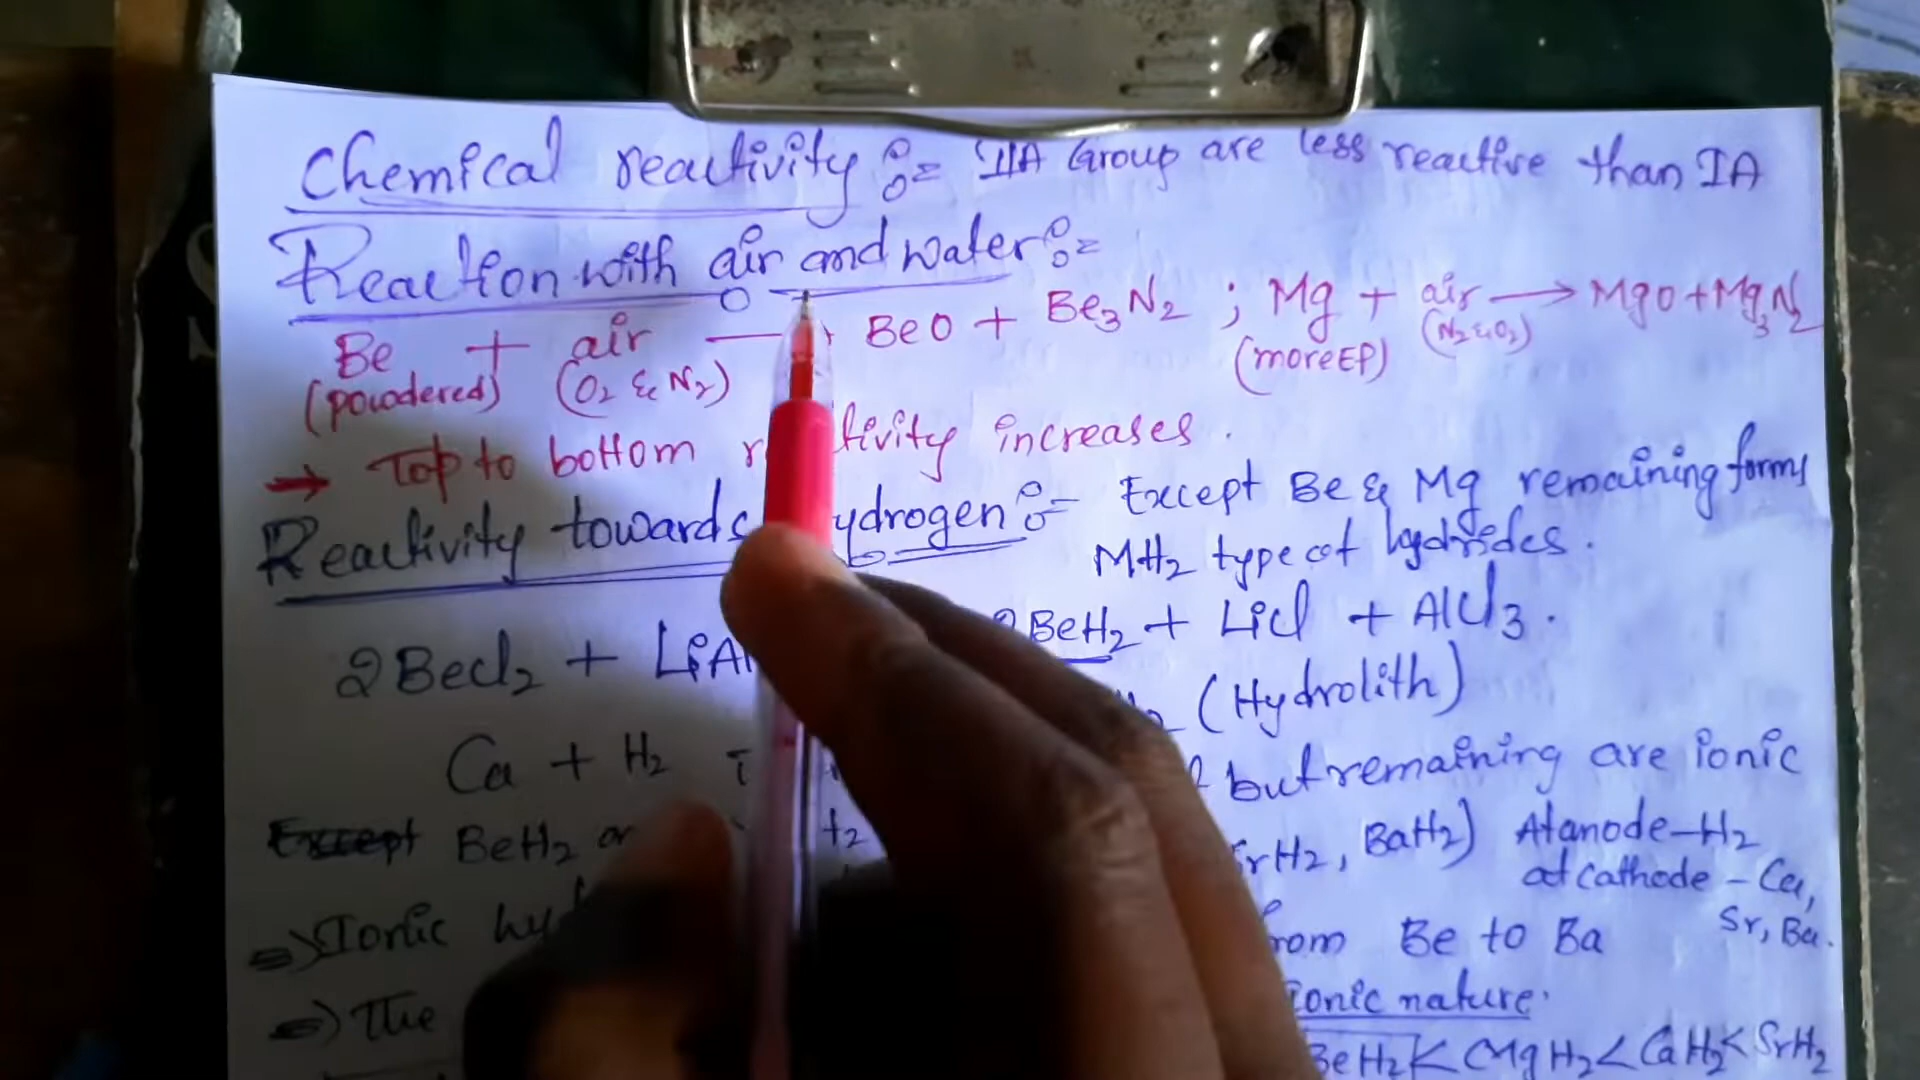 Chemical reactivity := IIA Group are less reactive than IA
Reaction with air and water :=
Be + air → BeO + Be₃N₂ ; Mg + air → MgO + Mg₃N₂
(powdered) (O₂ & N₂) (more EP) (N₂ & O₂)
→ Top to bottom tivity increases.
Reactivity towards ydrogen :- Except Be & Mg remaining forms
MH₂ type of hydrides.
2BeCl₂ + LiAl 2BeH₂ + LiCl + AlCl₃.
Ca + H₂ (Hydrolith)
BeH₂ but remaining are ionic
SrH₂, BaH₂) At anode - H₂
at cathode - Ca,
Sr, Ba.
⇒ Ionic rom Be to Ba
⇒ The ionic nature.
BeH₂ < MgH₂ < CaH₂ < SrH₂